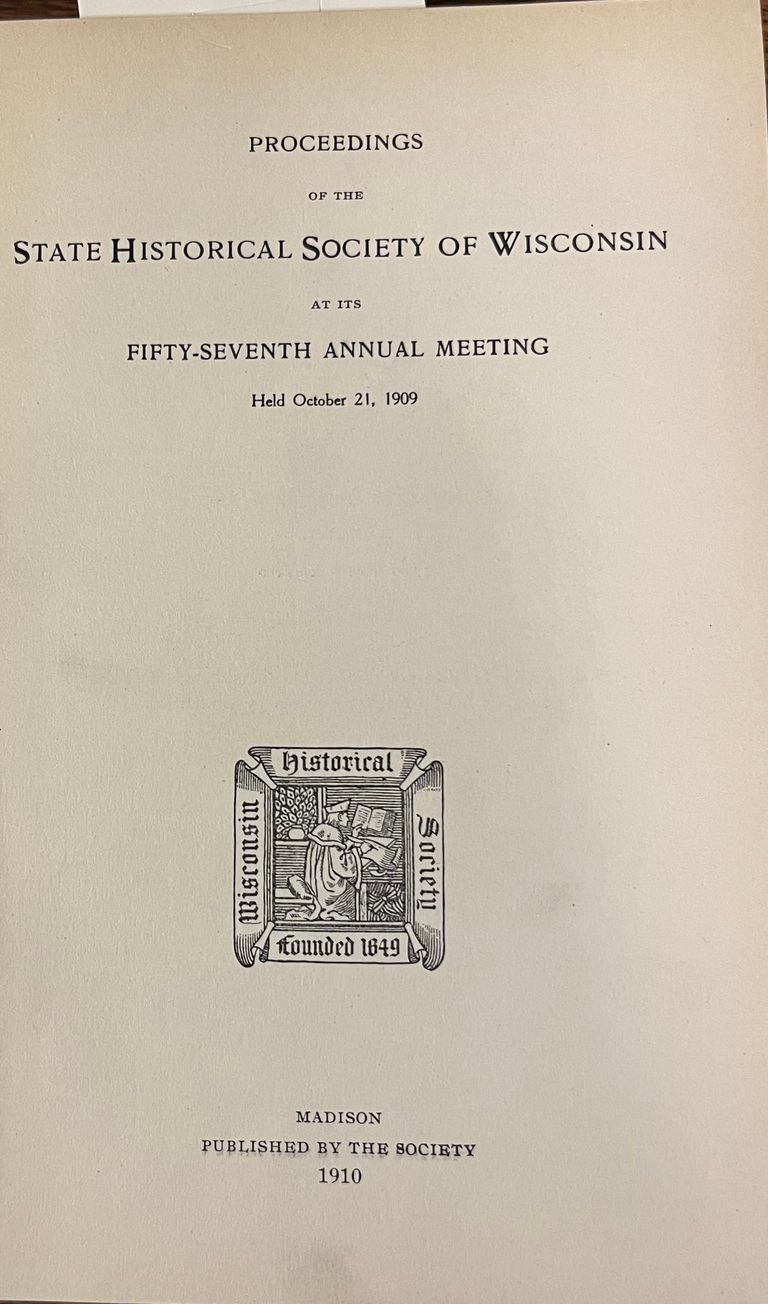 PROCEEDINGS
OF THE
STATE HISTORICAL SOCIETY OF WISCONSIN
AT ITS
FIFTY-SEVENTH ANNUAL MEETING
Held October 21, 1909
Historical
Wisconsin
Society
Founded 1849
MADISON
PUBLISHED BY THE SOCIETY
1910